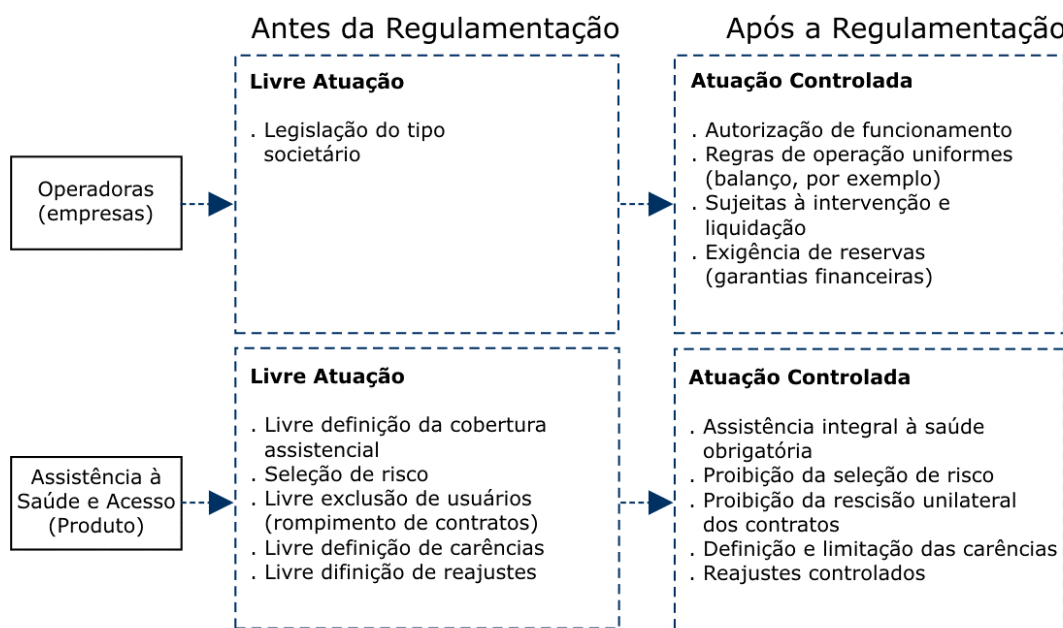 Antes da Regulamentação
Após a Regulamentação
Operadoras
(empresas)
Livre Atuação
. Legislação do tipo
societário
Atuação Controlada
. Autorização de funcionamento
. Regras de operação uniformes
(balanço, por exemplo)
. Sujeitas à intervenção e
liquidação
. Exigência de reservas
(garantias financeiras)
Assistência à
Saúde e Acesso
(Produto)
Livre Atuação
. Livre definição da cobertura
assistencial
. Seleção de risco
. Livre exclusão de usuários
(rompimento de contratos)
. Livre definição de carências
. Livre difinição de reajustes
Atuação Controlada
. Assistência integral à saúde
obrigatória
. Proibição da seleção de risco
. Proibição da rescisão unilateral
dos contratos
. Definição e limitação das carências
. Reajustes controlados